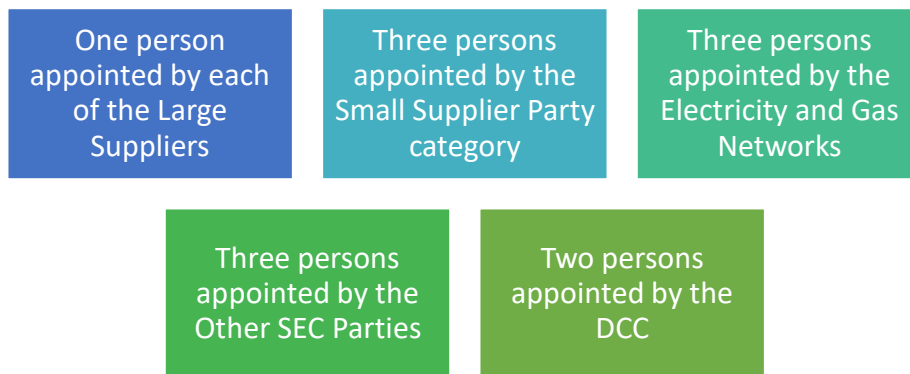 One person
appointed by each
of the Large
Suppliers
Three persons
appointed by the
Small Supplier Party
category
Three persons
appointed by the
Electricity and Gas
Networks
Three persons
appointed by the
Other SEC Parties
Two persons
appointed by the
DCC